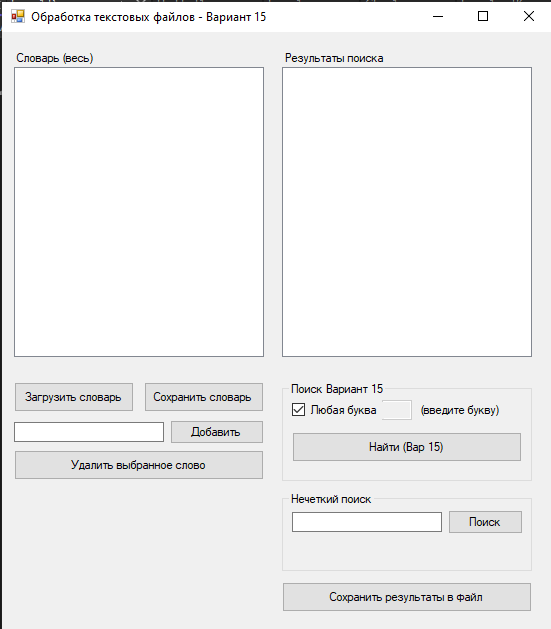 Обработка текстовых файлов - Вариант 15
Словарь (весь)
Результаты поиска
Загрузить словарь
Сохранить словарь
Добавить
Удалить выбранное слово
Поиск Вариант 15
Любая буква
(введите букву)
Найти (Вар 15)
Нечеткий поиск
Поиск
Сохранить результаты в файл